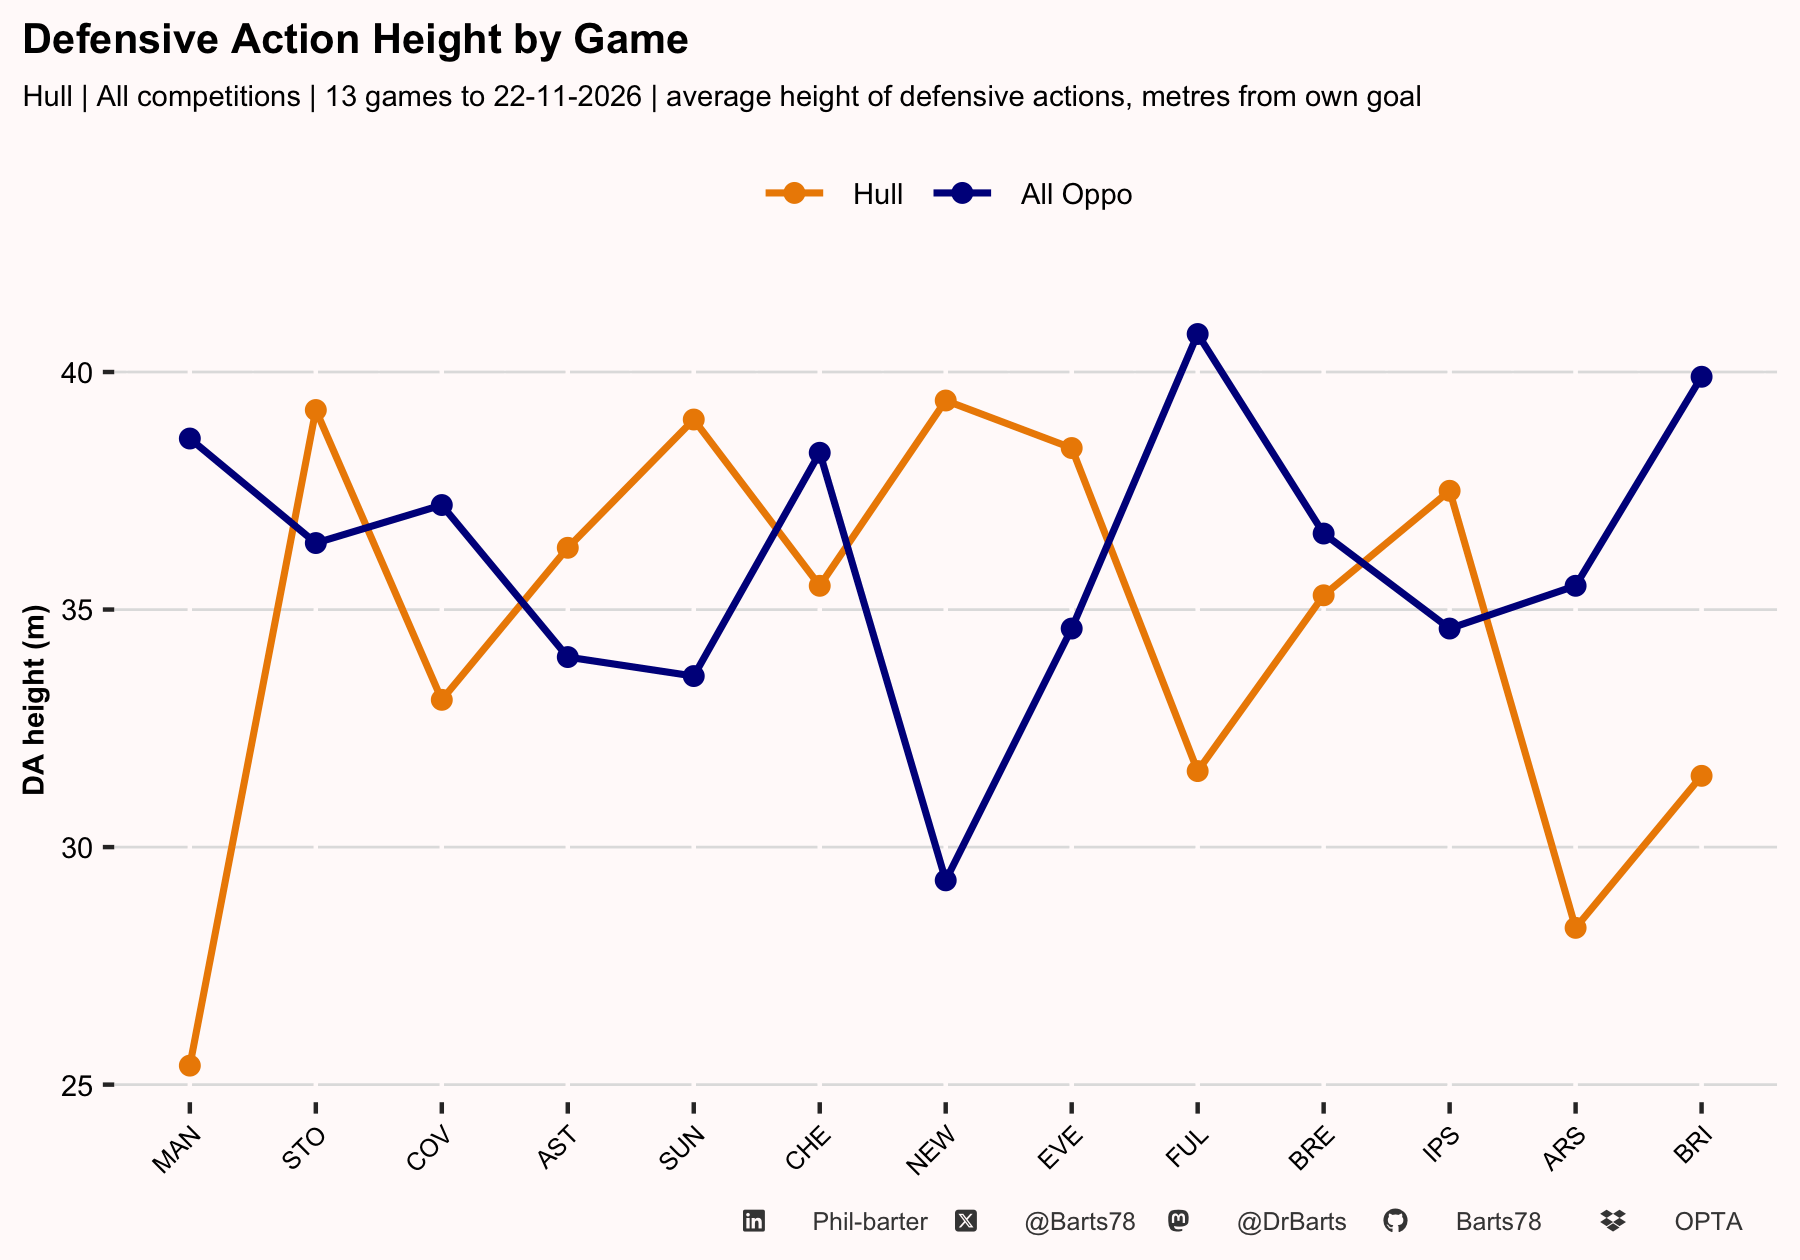 Defensive Action Height by Game
Hull | All competitions | 13 games to 22-11-2026 | average height of defensive actions, metres from own goal
Hull All Oppo
DA height (m)
40
35
30
25
MAN STO COV AST SUN CHE NEW EVE FUL BRE IPS ARS BRI
Phil-barter @Barts78 @DrBarts Barts78 OPTA